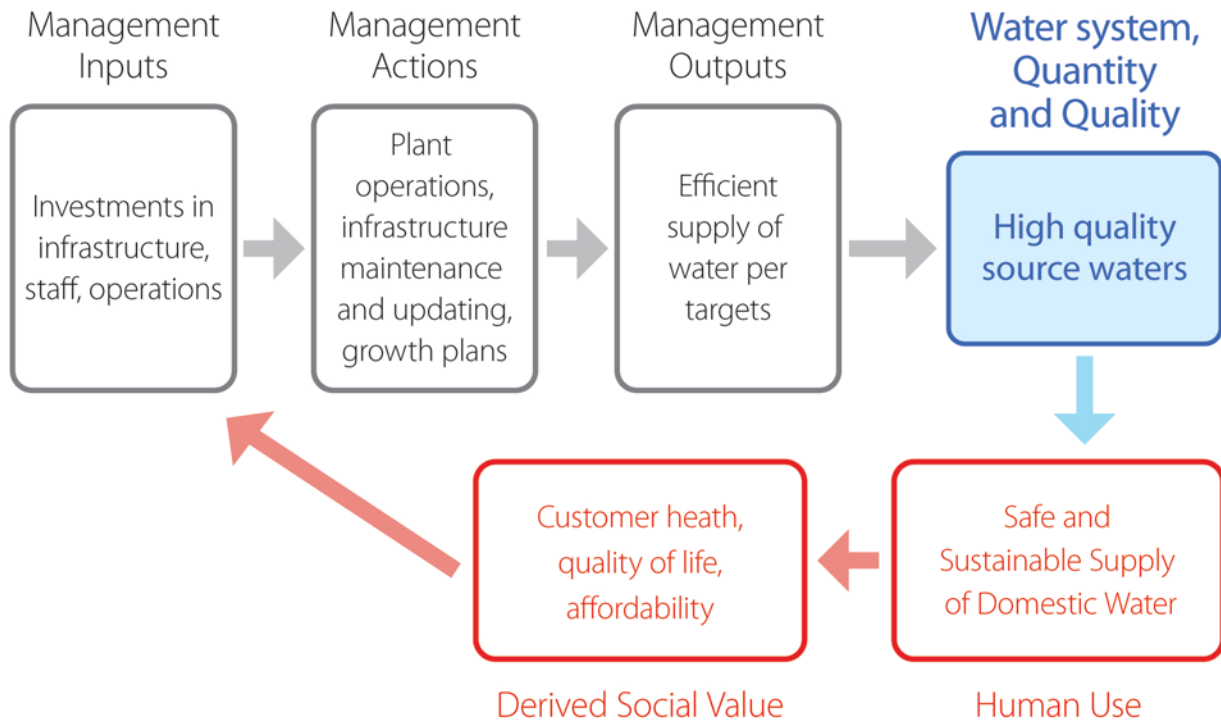 Management
Inputs
Management
Actions
Management
Outputs
Water system,
Quantity
and Quality
Investments in
infrastructure,
staff, operations
Plant
operations,
infrastructure
maintenance
and updating,
growth plans
Efficient
supply of
water per
targets
High quality
source waters
Customer heath,
quality of life,
affordability
Safe and
Sustainable Supply
of Domestic Water
Derived Social Value
Human Use